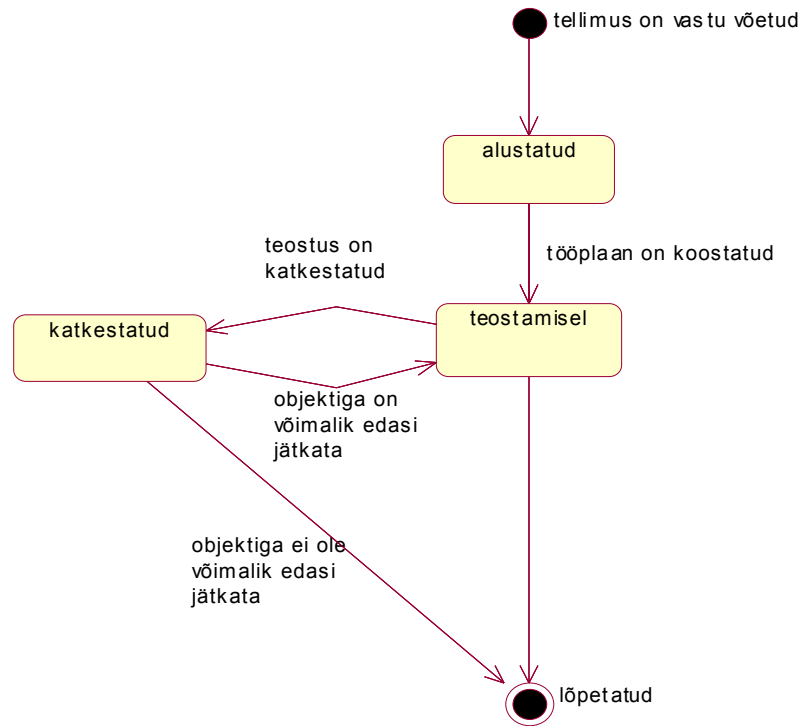 tellimus on vastu võetud
alustatud
tööplaan on koostatud
teostus on
katkestatud
teostamisel
katkestatud
objektiga on
võimalik edasi
jätkata
objektiga ei ole
võimalik edasi
jätkata
lõpetatud